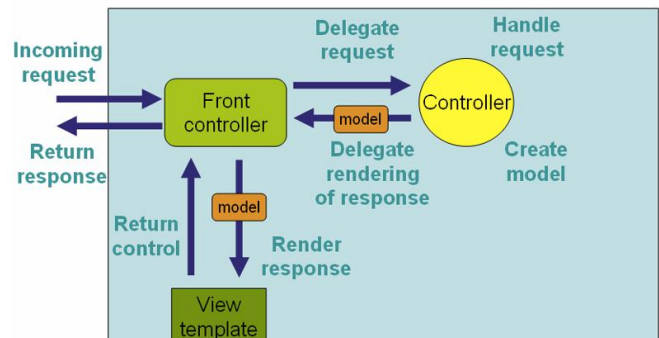 Incoming
request
Return
response
Front
controller
Delegate
request
model
Delegate
rendering
of response
Handle
request
Controller
Create
model
model
Return
control
Render
response
View
template